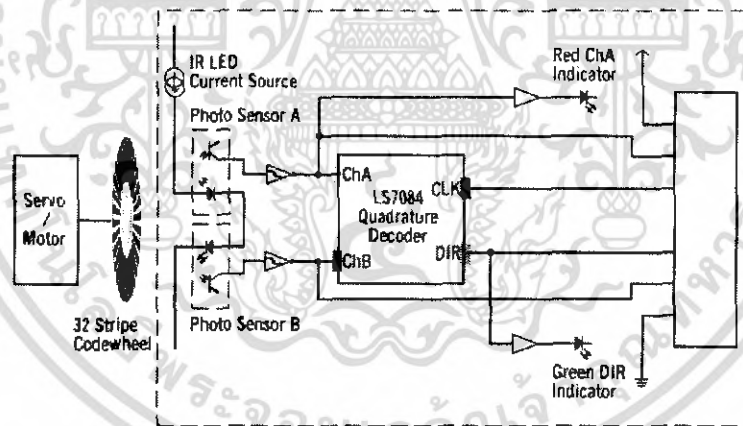 IR LED
Current Source
Photo Sensor A
Red ChA
Indicator
Servo
/
Motor
ChA
LS7084
Quadrature
Decoder
CLK
DIR
ChB
32 Stripe
Codewheel
Photo Sensor B
Green DIR
Indicator